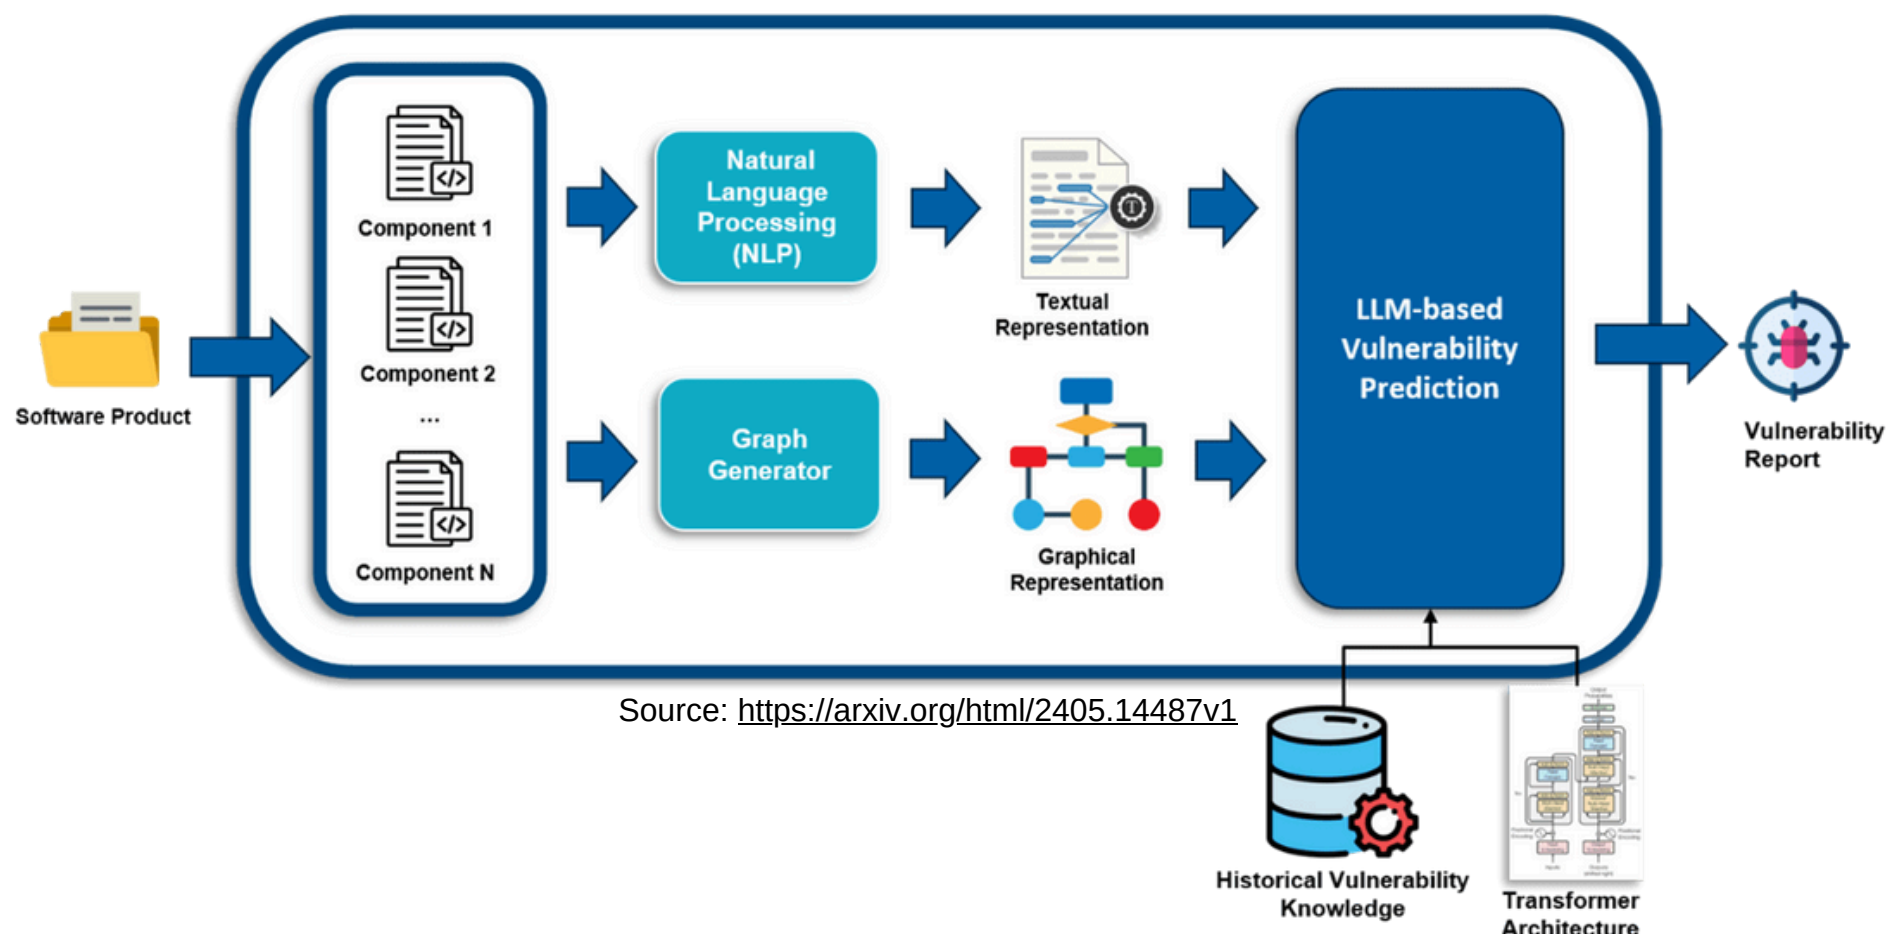 Component 1
Component 2
...
Component N
Software Product
Natural
Language
Processing
(NLP)
Graph
Generator
Textual
Representation
Graphical
Representation
LLM-based
Vulnerability
Prediction
Vulnerability
Report
Source: https://arxiv.org/html/2405.14487v1
Historical Vulnerability
Knowledge
Transformer
Architecture